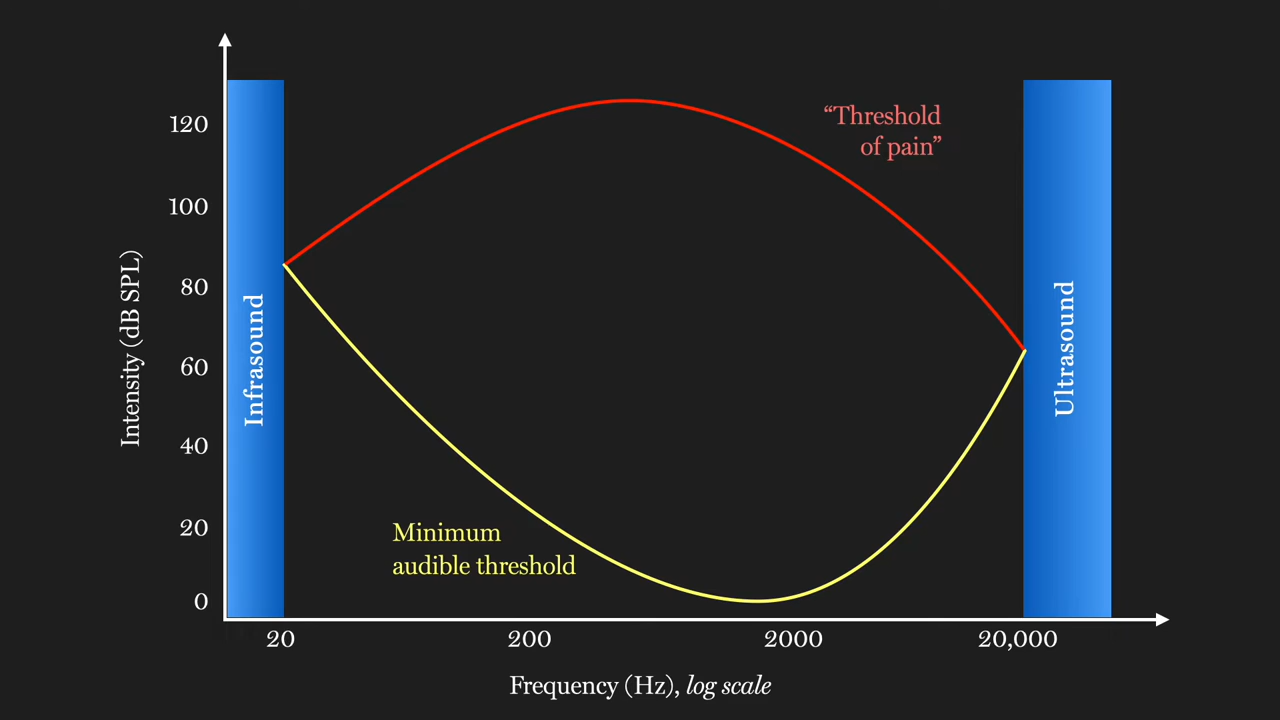 “Threshold
of pain”
120
100
80
60
40
20
0
Intensity (dB SPL)
Infrasound
Ultrasound
Minimum
audible threshold
20
200
2000
20,000
Frequency (Hz), log scale